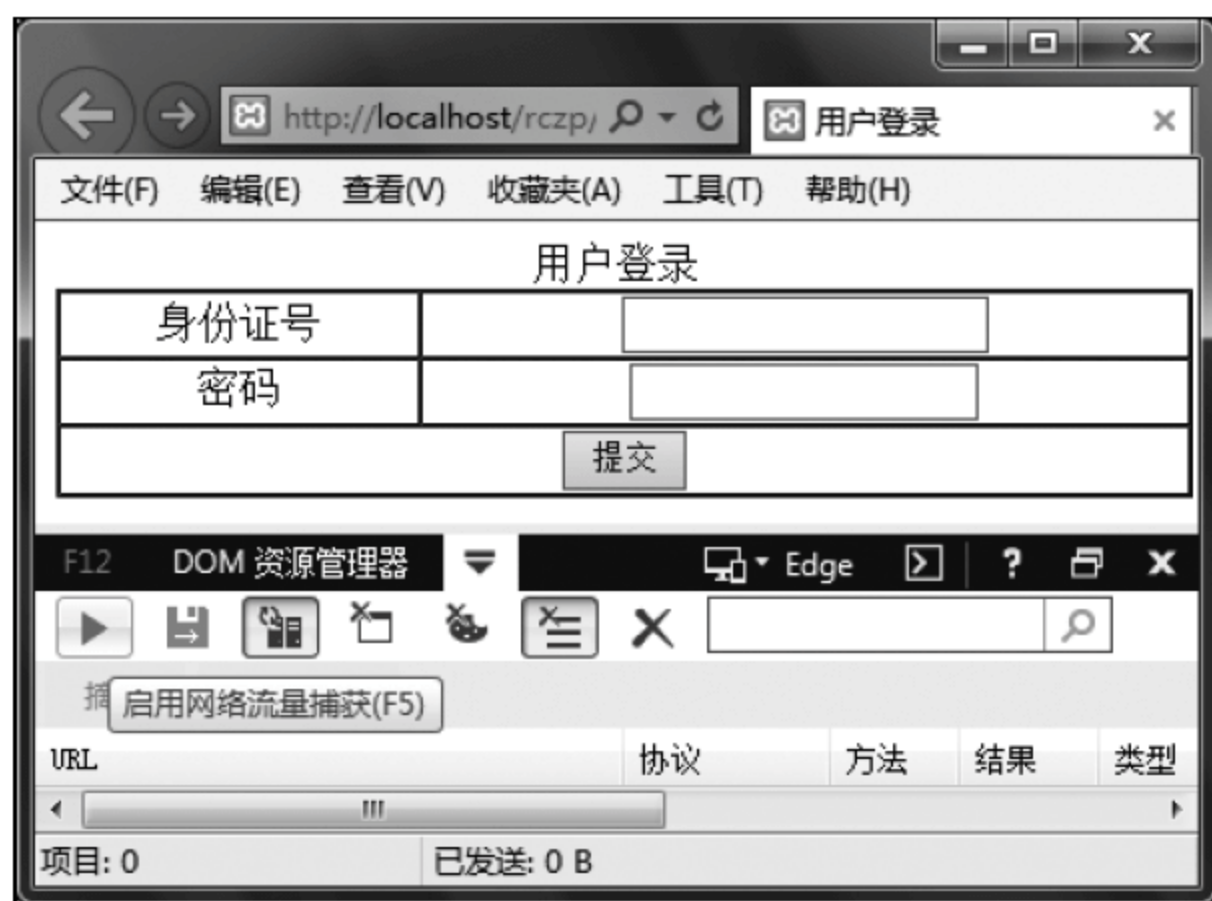 http://localhost/rczp/ 用户登录
文件(F) 编辑(E) 查看(V) 收藏夹(A) 工具(T) 帮助(H)
用户登录
身份证号
密码
提交
F12 DOM 资源管理器 Edge ?
摘
启用网络流量捕获(F5)
URL 协议 方法 结果 类型
项目: 0 已发送: 0 B